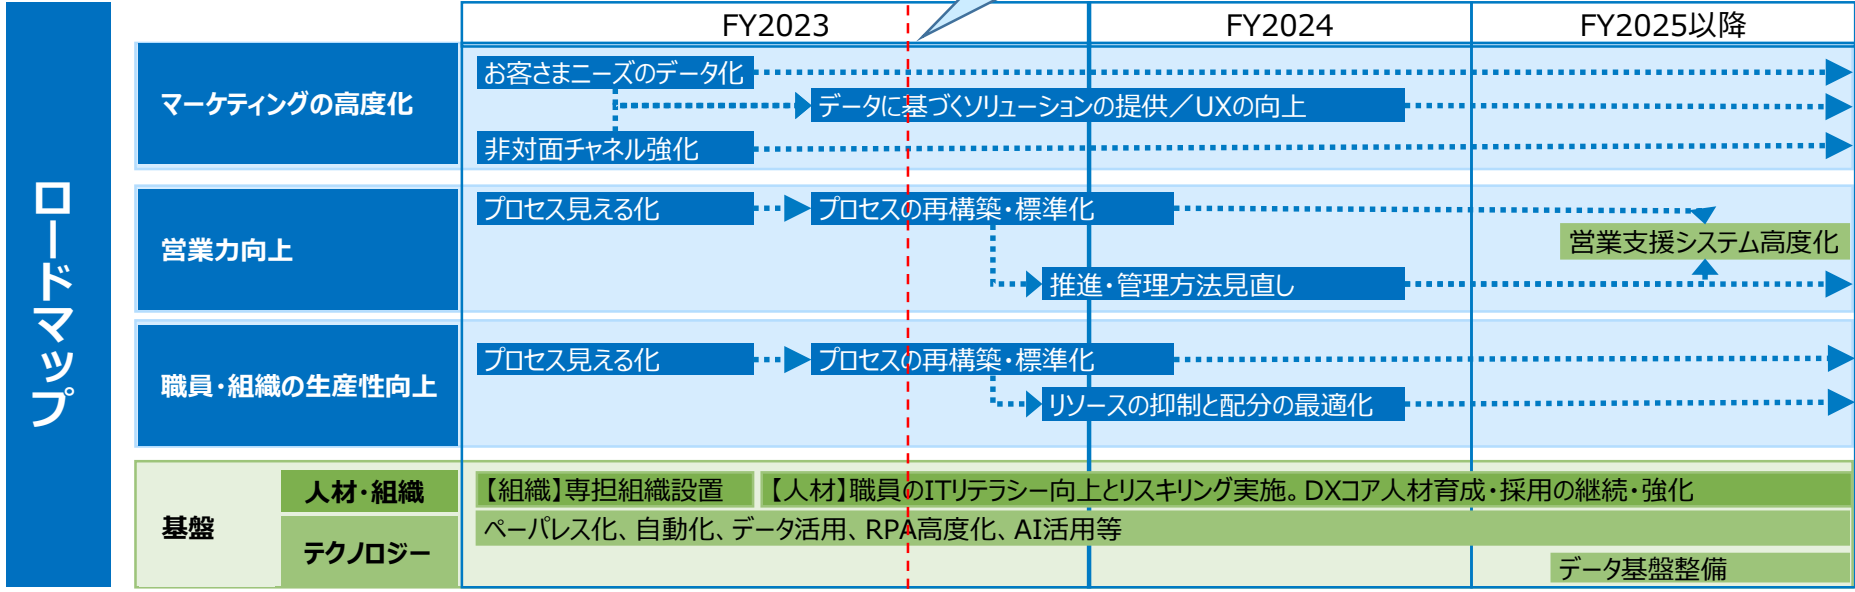 ロードマップ
FY2023
FY2024
FY2025以降
マーケティングの高度化
お客さまニーズのデータ化
データに基づくソリューションの提供／UXの向上
非対面チャネル強化
営業力向上
プロセス見える化
プロセスの再構築・標準化
営業支援システム高度化
推進・管理方法見直し
職員・組織の生産性向上
プロセス見える化
プロセスの再構築・標準化
リソースの抑制と配分の最適化
基盤
人材・組織
【組織】専担組織設置
【人材】職員のITリテラシー向上とリスキリング実施。DXコア人材育成・採用の継続・強化
テクノロジー
ペーパレス化、自動化、データ活用、RPA高度化、AI活用等
データ基盤整備